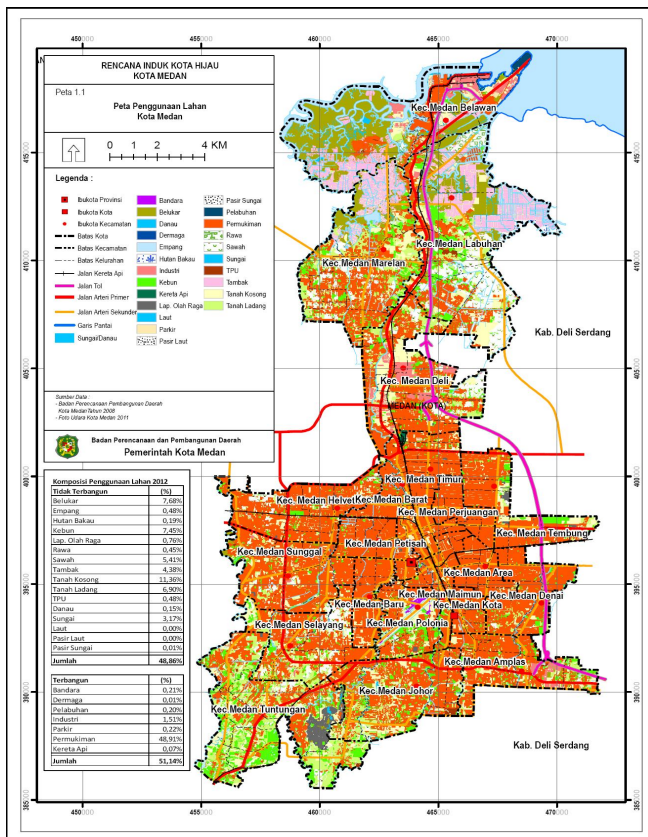 450000 455000 460000 465000 470000
RENCANA INDUK KOTA HIJAU
KOTA MEDAN
Peta 1.1
Peta Penggunaan Lahan
Kota Medan
0 1 2 4 KM
Legenda :
Ibukota Provinsi
Ibukota Kota
Ibukota Kecamatan
Batas Kota
Batas Kecamatan
Batas Kelurahan
Jalan Kereta Api
Jalan Tol
Jalan Arteri Primer
Jalan Arteri Sekunder
Garis Pantai
Sungai/Danau
Bandara
Belukar
Danau
Dermaga
Empang
Hutan Bakau
Industri
Kebun
Kereta Api
Lap. Olah Raga
Laut
Parkir
Pasir Laut
Pasir Sungai
Pelabuhan
Permukiman
Rawa
Sawah
Sungai
TPU
Tambak
Tanah Kosong
Tanah Ladang
Sumber Data :
- Badan Perencanaan Pembangunan Daerah
Kota MedanTahun 2008
- Foto Udara Kota Medan 2011
Badan Perencanaan dan Pembangunan Daerah
Pemerintah Kota Medan
Komposisi Penggunaan Lahan 2012
Tidak Terbangun (%)
Belukar 7,68%
Empang 0,48%
Hutan Bakau 0,19%
Kebun 7,45%
Lap. Olah Raga 0,76%
Rawa 0,45%
Sawah 5,41%
Tambak 4,38%
Tanah Kosong 11,36%
Tanah Ladang 6,90%
TPU 0,48%
Danau 0,15%
Sungai 3,17%
Laut 0,00%
Pasir Laut 0,00%
Pasir Sungai 0,01%
Jumlah 48,86%
Terbangun (%)
Bandara 0,21%
Dermaga 0,01%
Pelabuhan 0,20%
Industri 1,51%
Parkir 0,22%
Permukiman 48,91%
Kereta Api 0,07%
Jumlah 51,14%
Kec.Medan Belawan
Kec.Medan Labuhan
Kec.Medan Marelan
Kab. Deli Serdang
Kec. Medan Deli
MEDAN (KOTA)
Kec. Medan Timur
Kec. Medan Helvet
Kec.Medan Barat
Kec. Medan Perjuangan
Kec. Medan Tembung
Kec. Medan Petisah
Kec. Medan Sunggal
Kec. Medan Area
Kec.Medan Maimun
Kec. Medan Denai
Kec.Medan Baru
Kec. Medan Kota
Kec.Medan Polonia
Kec.Medan Selayang
Kec.Medan Amplas
Kec.Medan Johor
Kec.Medan Tuntungan
Kab. Deli Serdang
415000
410000
405000
400000
395000
390000
385000
415000
410000
405000
400000
395000
390000
385000
450000 455000 460000 465000 470000